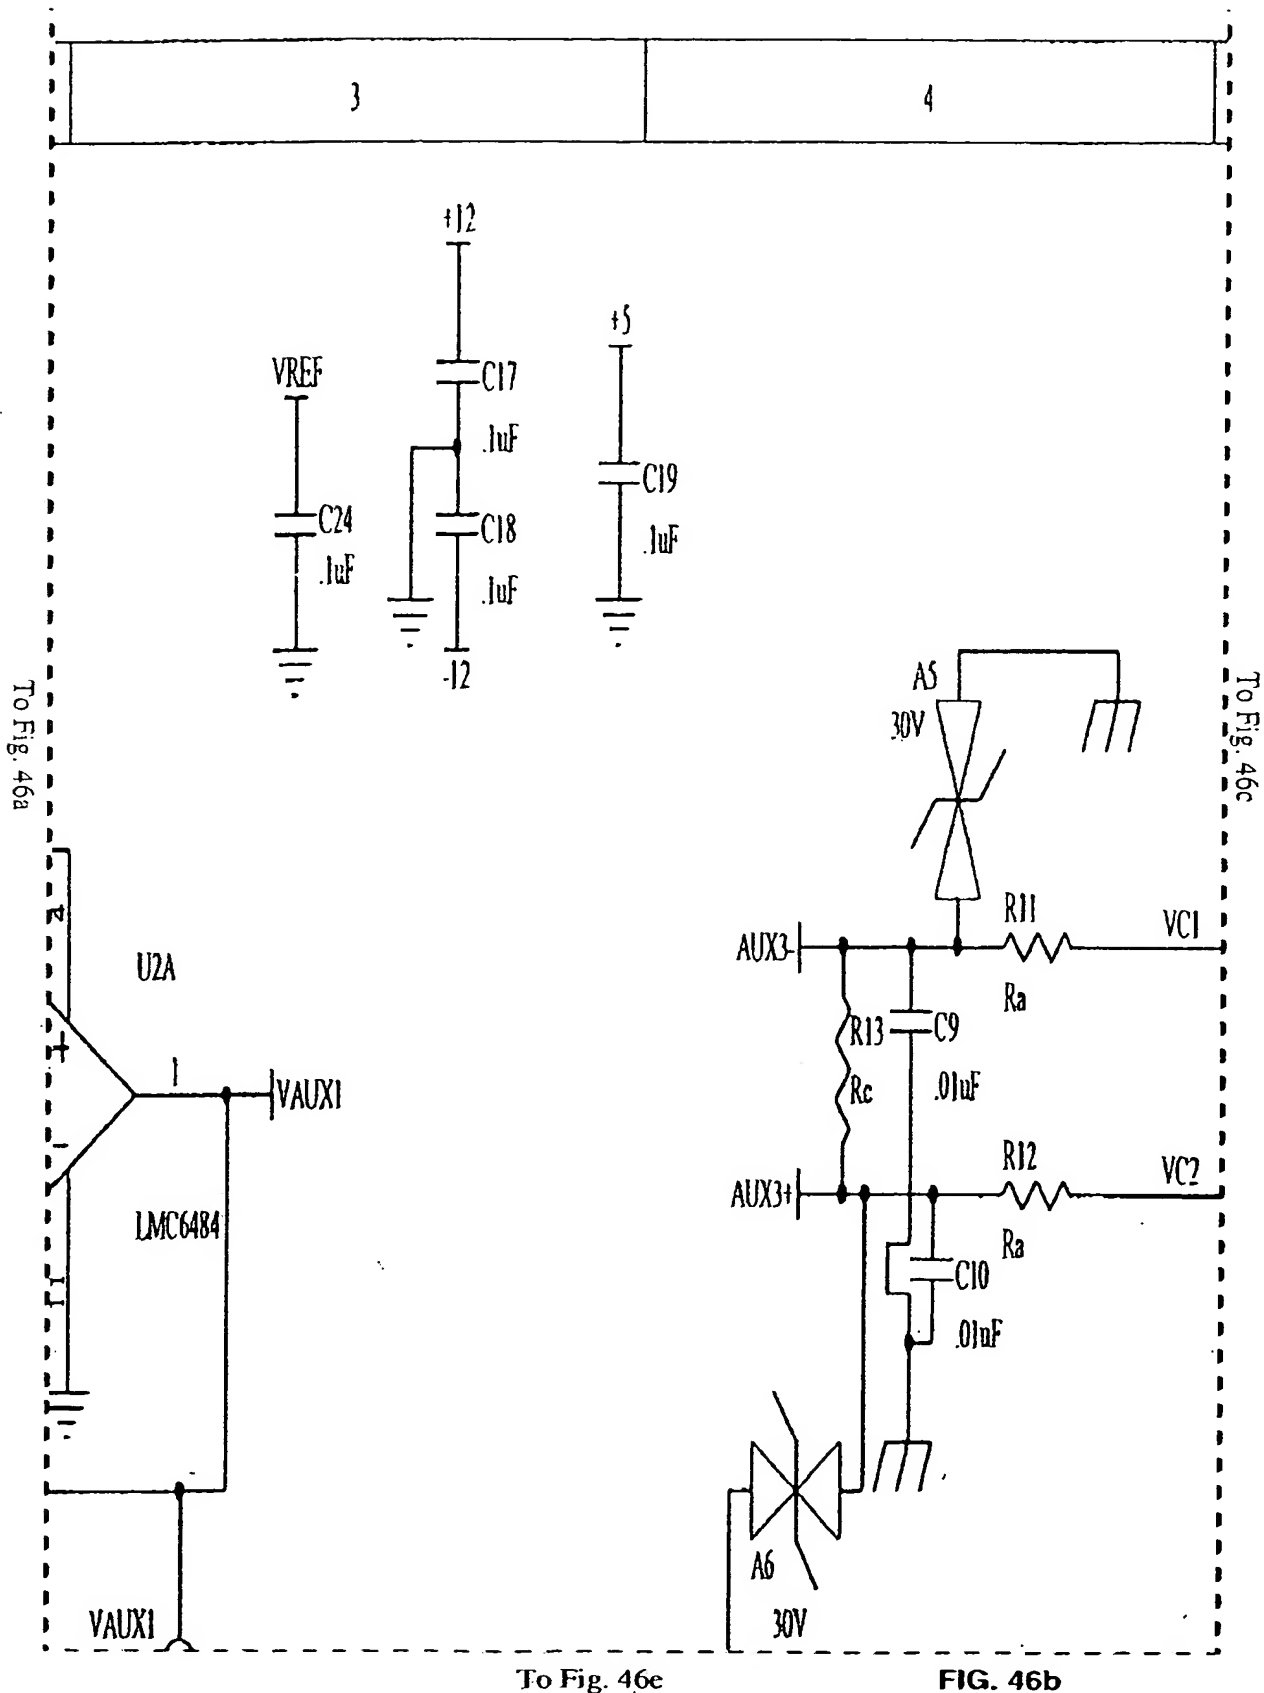 3
4
+12
+5
VREF
C17
.1uF
C19
C24
C18
.1uF
.1uF
.1uF
-12
A5
30V
To Fig. 46a
To Fig. 46c
4
R11
VC1
AUX3-
U2A
Ra
R13
C9
+
1
VAUX1
Rc
.01uF
-
R12
VC2
AUX3+
LMC6484
Ra
C10
11
.01uF
A6
30V
VAUX1
To Fig. 46e
FIG. 46b